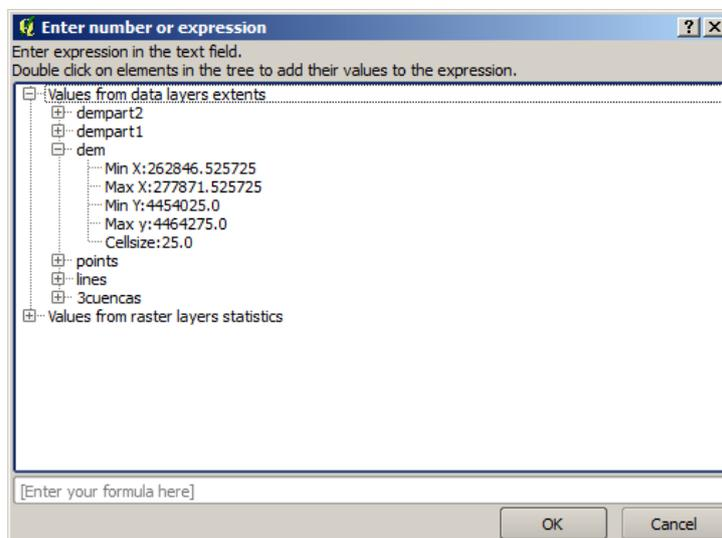 Enter number or expression
Enter expression in the text field.
Double click on elements in the tree to add their values to the expression.
Values from data layers extents
dempart2
dempart1
dem
Min X:262846.525725
Max X:277871.525725
Min Y:4454025.0
Max y:4464275.0
Cellsize:25.0
points
lines
3cuencas
Values from raster layers statistics
[Enter your formula here]
OK
Cancel